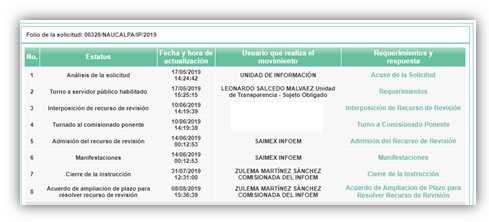 Folio de la solicitud: 00328/NAUCALPA/IP/2019
No. Estatus Fecha y hora de actualización Usuario que realiza el movimiento Requerimientos y respuesta
1 Análisis de la solicitud 17/05/2019 14:24:42 UNIDAD DE INFORMACIÓN Acuse de la Solicitud
2 Turno a servidor público habilitado 17/05/2019 15:25:15 LEONARDO SALCEDO MALVAEZ Unidad de Transparencia - Sujeto Obligado Requerimientos
3 Interposición de recurso de revisión 10/06/2019 14:19:39 Interposición de Recurso de Revisión
4 Turnado al comisionado ponente 10/06/2019 14:19:39 Turno a Comisionado Ponente
5 Admisión del recurso de revisión 14/06/2019 00:12:53 SAIMEX INFOEM Admisión del Recurso de Revisión
6 Manifestaciones 14/06/2019 00:12:53 SAIMEX INFOEM Manifestaciones
7 Cierre de la instrucción 31/07/2019 12:31:00 ZULEMA MARTÍNEZ SÁNCHEZ COMISIONADA DEL INFOEM Cierre de la Instrucción
8 Acuerdo de ampliacion de plazo para resolver recurso de revisión 08/08/2019 15:36:39 ZULEMA MARTÍNEZ SÁNCHEZ COMISIONADA DEL INFOEM Acuerdo de Ampliacion de Plazo para Resolver Recurso de Revisión